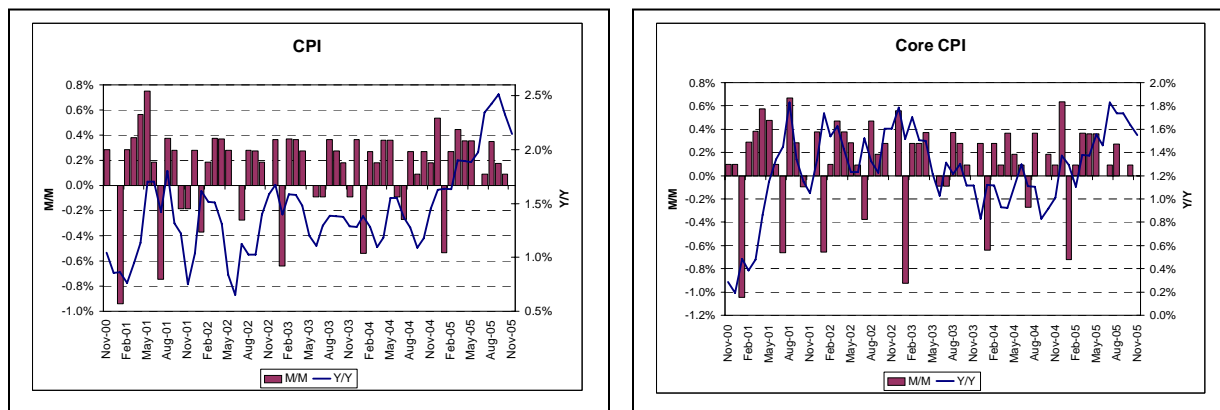 CPI
0.8%
0.6%
0.4%
0.2%
0.0%
-0.2%
-0.4%
-0.6%
-0.8%
-1.0%
M/M
2.5%
2.0%
1.5%
1.0%
0.5%
Y/Y
Nov-00
Feb-01
May-01
Aug-01
Nov-01
Feb-02
May-02
Aug-02
Nov-02
Feb-03
May-03
Aug-03
Nov-03
Feb-04
May-04
Aug-04
Nov-04
Feb-05
May-05
Aug-05
Nov-05
M/M Y/Y
Core CPI
0.8%
0.6%
0.4%
0.2%
0.0%
-0.2%
-0.4%
-0.6%
-0.8%
-1.0%
-1.2%
M/M
2.0%
1.8%
1.6%
1.4%
1.2%
1.0%
0.8%
0.6%
0.4%
0.2%
0.0%
Y/Y
Nov-00
Feb-01
May-01
Aug-01
Nov-01
Feb-02
May-02
Aug-02
Nov-02
Feb-03
May-03
Aug-03
Nov-03
Feb-04
May-04
Aug-04
Nov-04
Feb-05
May-05
Aug-05
Nov-05
M/M Y/Y